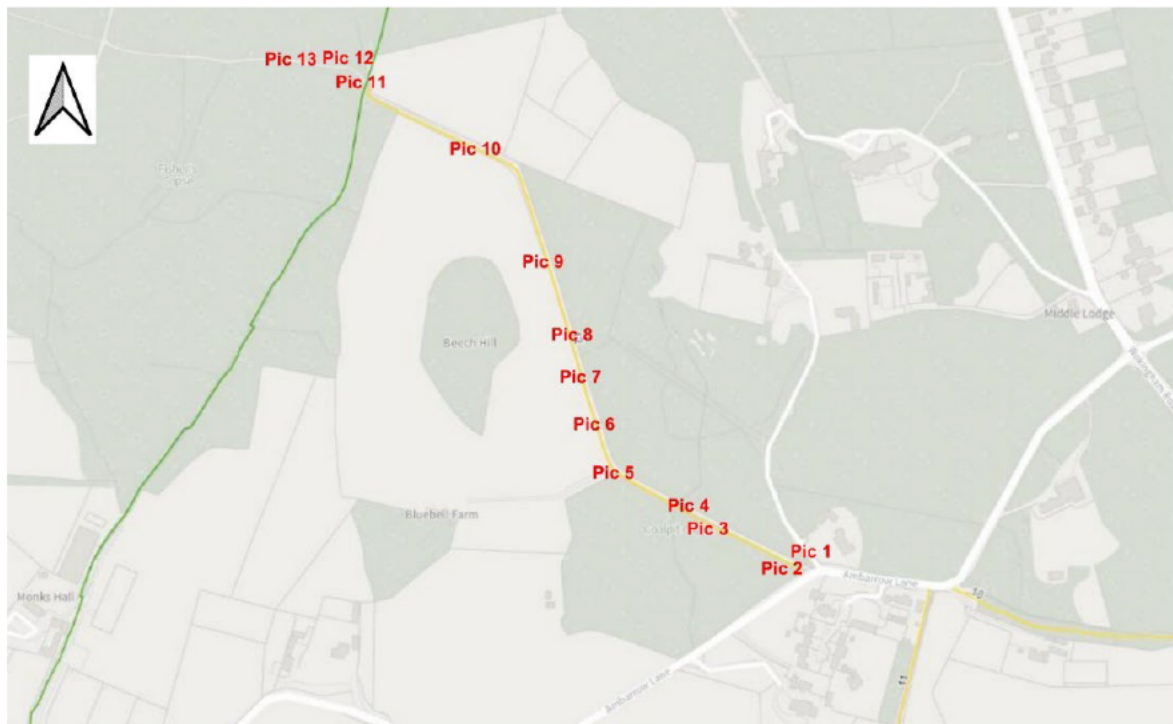 Pic 13 Pic 12
Pic 11
Pic 10
Pic 9
Middle Lodge
Pic 8
Beech Hill
Pic 7
Pic 6
Pic 5
Pic 4
Bluebell Farm
Pic 3
Pic 1
Pic 2
Ambarrow Lane
10
Monks Hall
Ambarrow Lane
11